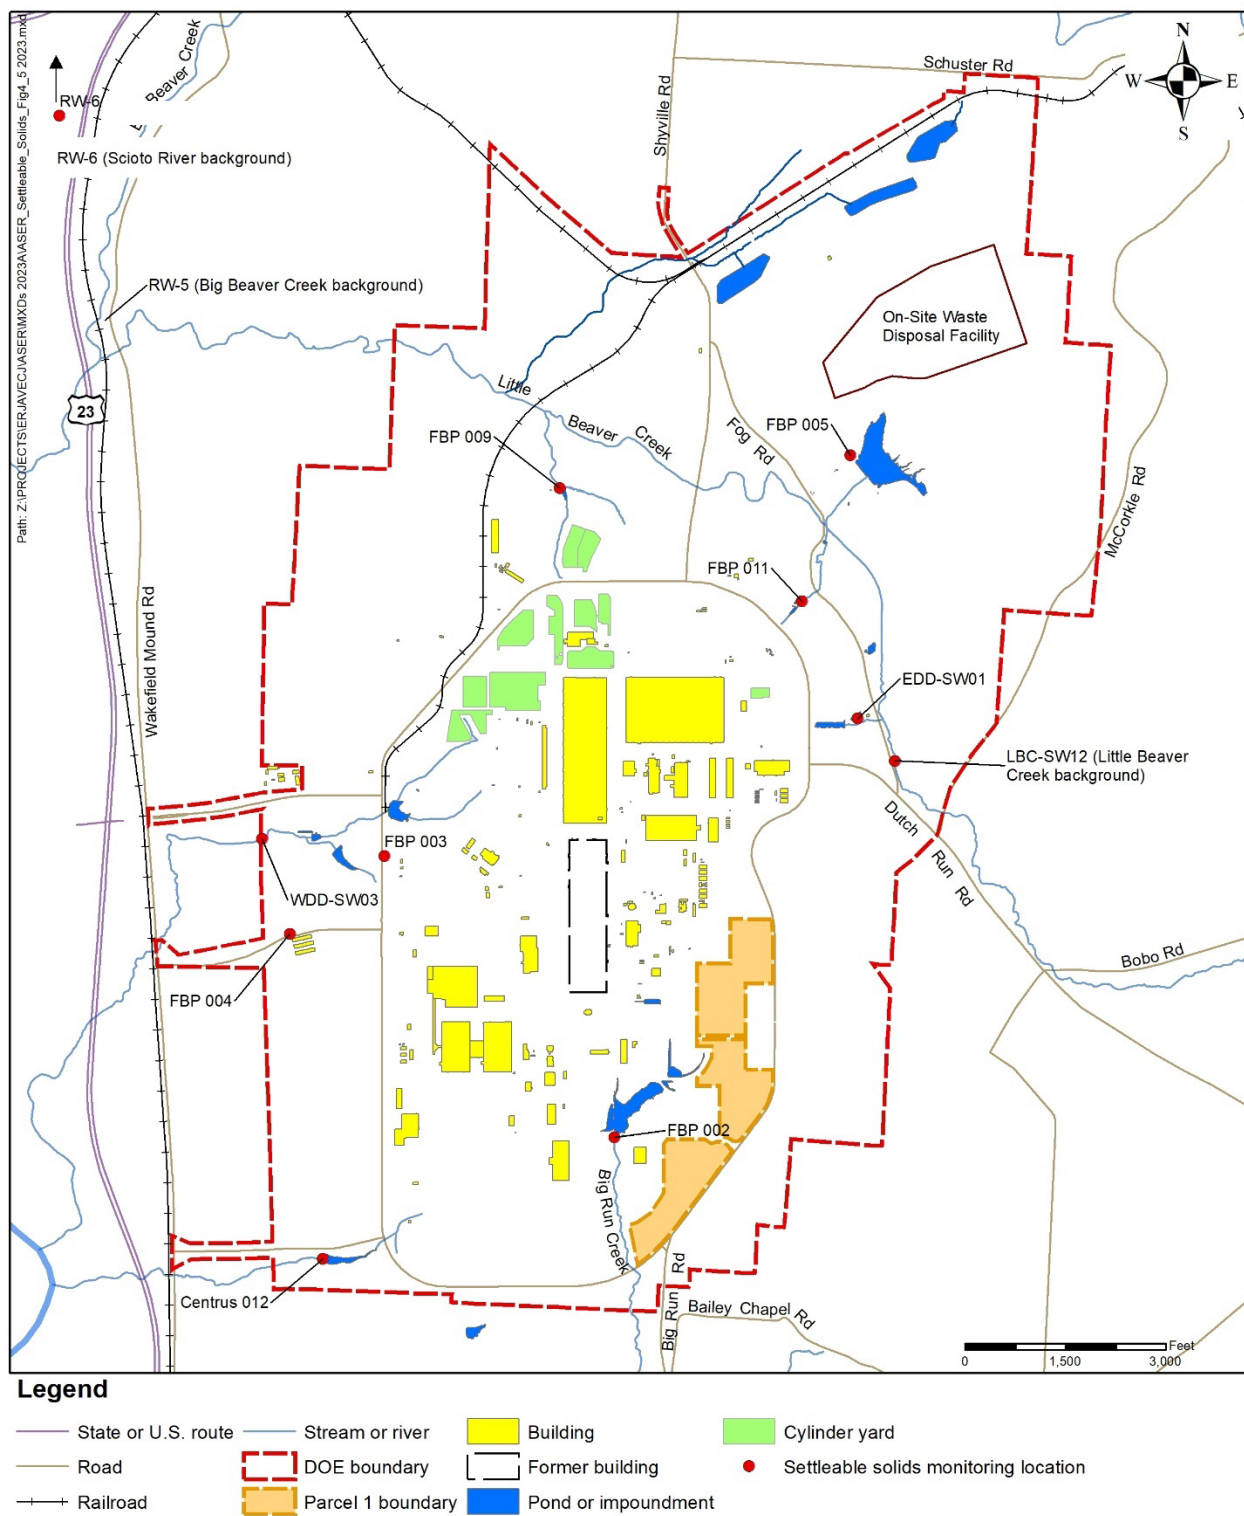 Path: Z:\PROJECTS\ERJAVECJ\ASER\MXDs 2023A\ASER_Settleable_Solids_Fig4_5 2023.mxd
N
W
E
S
Schuster Rd
Shyville Rd
Beaver Creek
RW-6
RW-6 (Scioto River background)
RW-5 (Big Beaver Creek background)
On-Site Waste
Disposal Facility
23
Little
Beaver
Creek
FBP 009
FBP 005
Fog Rd
McCorkle Rd
FBP 011
Wakefield Mound Rd
EDD-SW01
LBC-SW12 (Little Beaver
Creek background)
Dutch
Run
Rd
FBP 003
WDD-SW03
FBP 004
Bobo Rd
FBP 002
Big Run Creek
Centrus 012
Big Run Rd
Bailey Chapel Rd
Feet
0
1,500
3,000
Legend
State or U.S. route
Stream or river
Building
Cylinder yard
Road
DOE boundary
Former building
Settleable solids monitoring location
Railroad
Parcel 1 boundary
Pond or impoundment